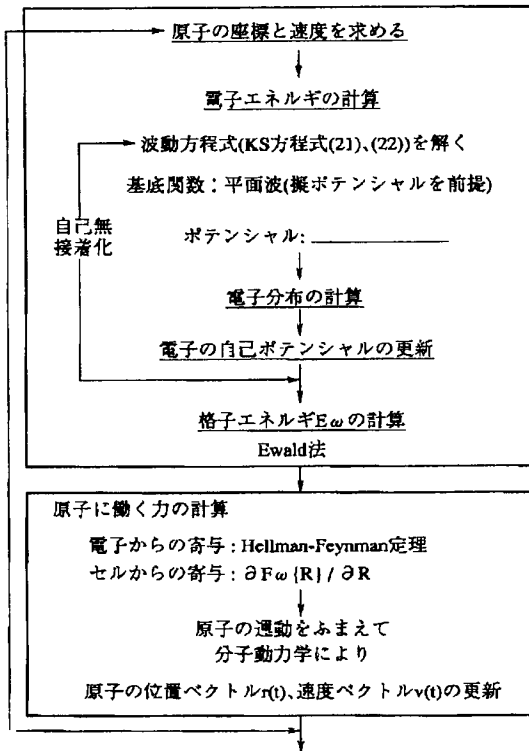 原子の座標と速度を求める
電子エネルギの計算
波動方程式(KS方程式(21)、(22))を解く
基底関数：平面波(擬ポテンシャルを前提)
自己無
接着化
ポテンシャル: ____________
電子分布の計算
電子の自己ポテンシャルの更新
格子エネルギEωの計算
Ewald法
原子に働く力の計算
電子からの寄与：Hellman-Feynman定理
セルからの寄与：∂Fω{R} / ∂R
原子の運動をふまえて
分子動力学により
原子の位置ベクトルr(t)、速度ベクトルv(t)の更新